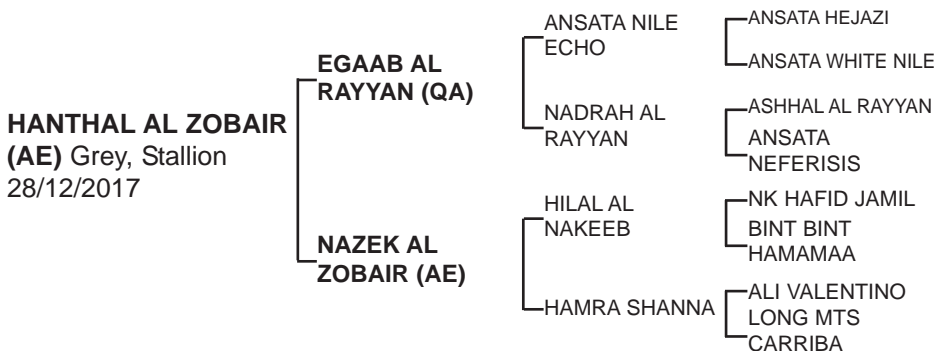 HANTHAL AL ZOBAIR
(AE) Grey, Stallion
28/12/2017
EGAAB AL
RAYYAN (QA)
NAZEK AL
ZOBAIR (AE)
ANSATA NILE
ECHO
NADRAH AL
RAYYAN
HILAL AL
NAKEEB
HAMRA SHANNA
ANSATA HEJAZI
ANSATA WHITE NILE
ASHHAL AL RAYYAN
ANSATA
NEFERISIS
NK HAFID JAMIL
BINT BINT
HAMAMAA
ALI VALENTINO
LONG MTS
CARRIBA